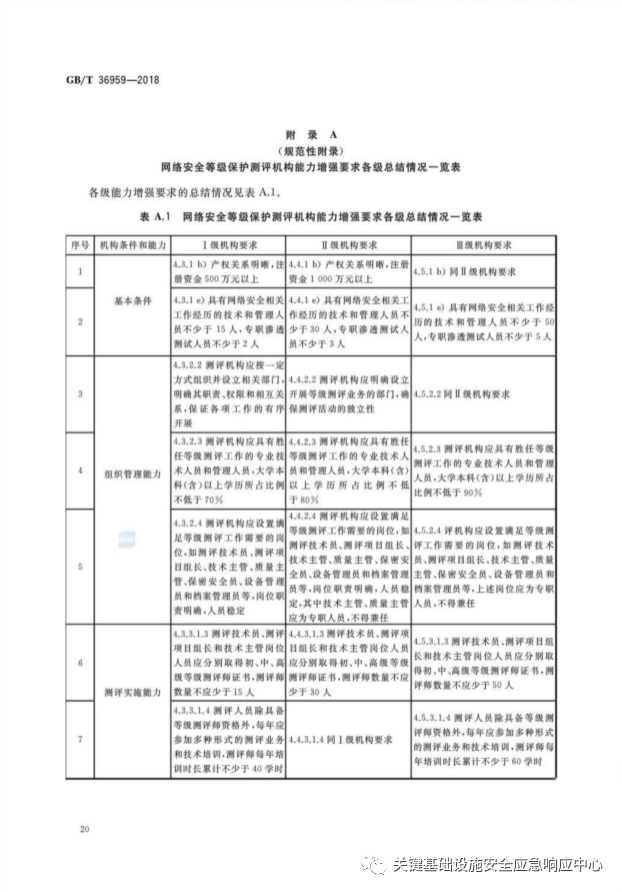 GB/T 36959—2018
附 录 A
（规范性附录）
网络安全等级保护测评机构能力增强要求各级总结情况一览表
各级能力增强要求的总结情况见表 A.1。
表 A.1 网络安全等级保护测评机构能力增强要求各级总结情况一览表
序号 机构条件和能力 Ⅰ级机构要求 Ⅱ级机构要求 Ⅲ级机构要求
1
基本条件
4.3.1 b) 产权关系明晰,注
册资金 500 万元以上
4.4.1 b) 产权关系明晰,注册
资金 1 000 万元以上
4.5.1 b) 同Ⅱ级机构要求
2
4.3.1 e) 具有网络安全相关
工作经历的技术和管理人
员不少于 15 人,专职渗透
测试人员不少于 2 人
4.4.1 e) 具有网络安全相关工
作经历的技术和管理人员不
少于 30 人,专职渗透测试人
员不少于 3 人
4.5.1 e) 具有网络安全相关工作经
历的技术和管理人员不少于 50
人,专职渗透测试人员不少于 5 人
3
组织管理能力
4.3.2.2 测评机构应按一定
方式组织并设立相关部门,
明确其职责、权限和相互关
系,保证各项工作的有序
开展
4.4.2.2 测评机构应明确设立
开展等级测评业务的部门,确
保测评活动的独立性
4.5.2.2 同Ⅱ级机构要求
4
4.3.2.3 测评机构应具有胜
任等级测评工作的专业技
术人员和管理人员,大学本
科(含)以上学历所占比例
不低于 70%
4.4.2.3 测评机构应具有胜任
等级测评工作的专业技术人
员和管理人员,大学本科(含)
以上学历所占比例不低
于 80%
4.5.2.3 测评机构应具有胜任等级
测评工作的专业技术人员和管理
人员,大学本科(含)以上学历所占
比例不低于 90%
5
4.3.2.4 测评机构应设置满
足等级测评工作需要的岗
位,如测评技术员、测评项
目组长、技术主管、质量主
管、保密安全员、设备管理
员和档案管理员等,岗位职
责明确,人员稳定
4.4.2.4 测评机构应设置满足
等级测评工作需要的岗位,如
测评技术员、测评项目组长、
技术主管、质量主管、保密安
全员、设备管理员和档案管理
员等,岗位职责明确,人员稳
定,其中技术主管、质量主管
应为专职人员,不得兼任
4.5.2.4 评机构应设置满足等级测
评工作需要的岗位,如测评技术
员、测评项目组长、技术主管、质量
主管、保密安全员、设备管理员和
档案管理员等,上述岗位应为专职
人员,不得兼任
6
测评实施能力
4.3.3.1.3 测评技术员、测评
项目组长和技术主管岗位
人员应分别取得初、中、高
级等级测评师证书,测评师
数量不应少于 15 人
4.4.3.1.3 测评技术员、测评项
目组长和技术主管岗位人员
应分别取得初、中、高级等级
测评师证书,测评师数量不应
少于 30 人
4.5.3.1.3 测评技术员、测评项目组
长和技术主管岗位人员应分别取
得初、中、高级等级测评师证书,测
评师数量不应少于 50 人
7
4.3.3.1.4 测评人员除具备
等级测评师资格外,每年应
参加多种形式的测评业务
和技术培训,测评师每年培
训时长累计不少于 40 学时
4.4.3.1.4 同Ⅰ级机构要求
4.5.3.1.4 测评人员除具备等级测
评师资格外,每年应参加多种形式
的测评业务和技术培训,测评师每
年培训时长累计不少于 60 学时
20
关键基础设施安全应急响应中心